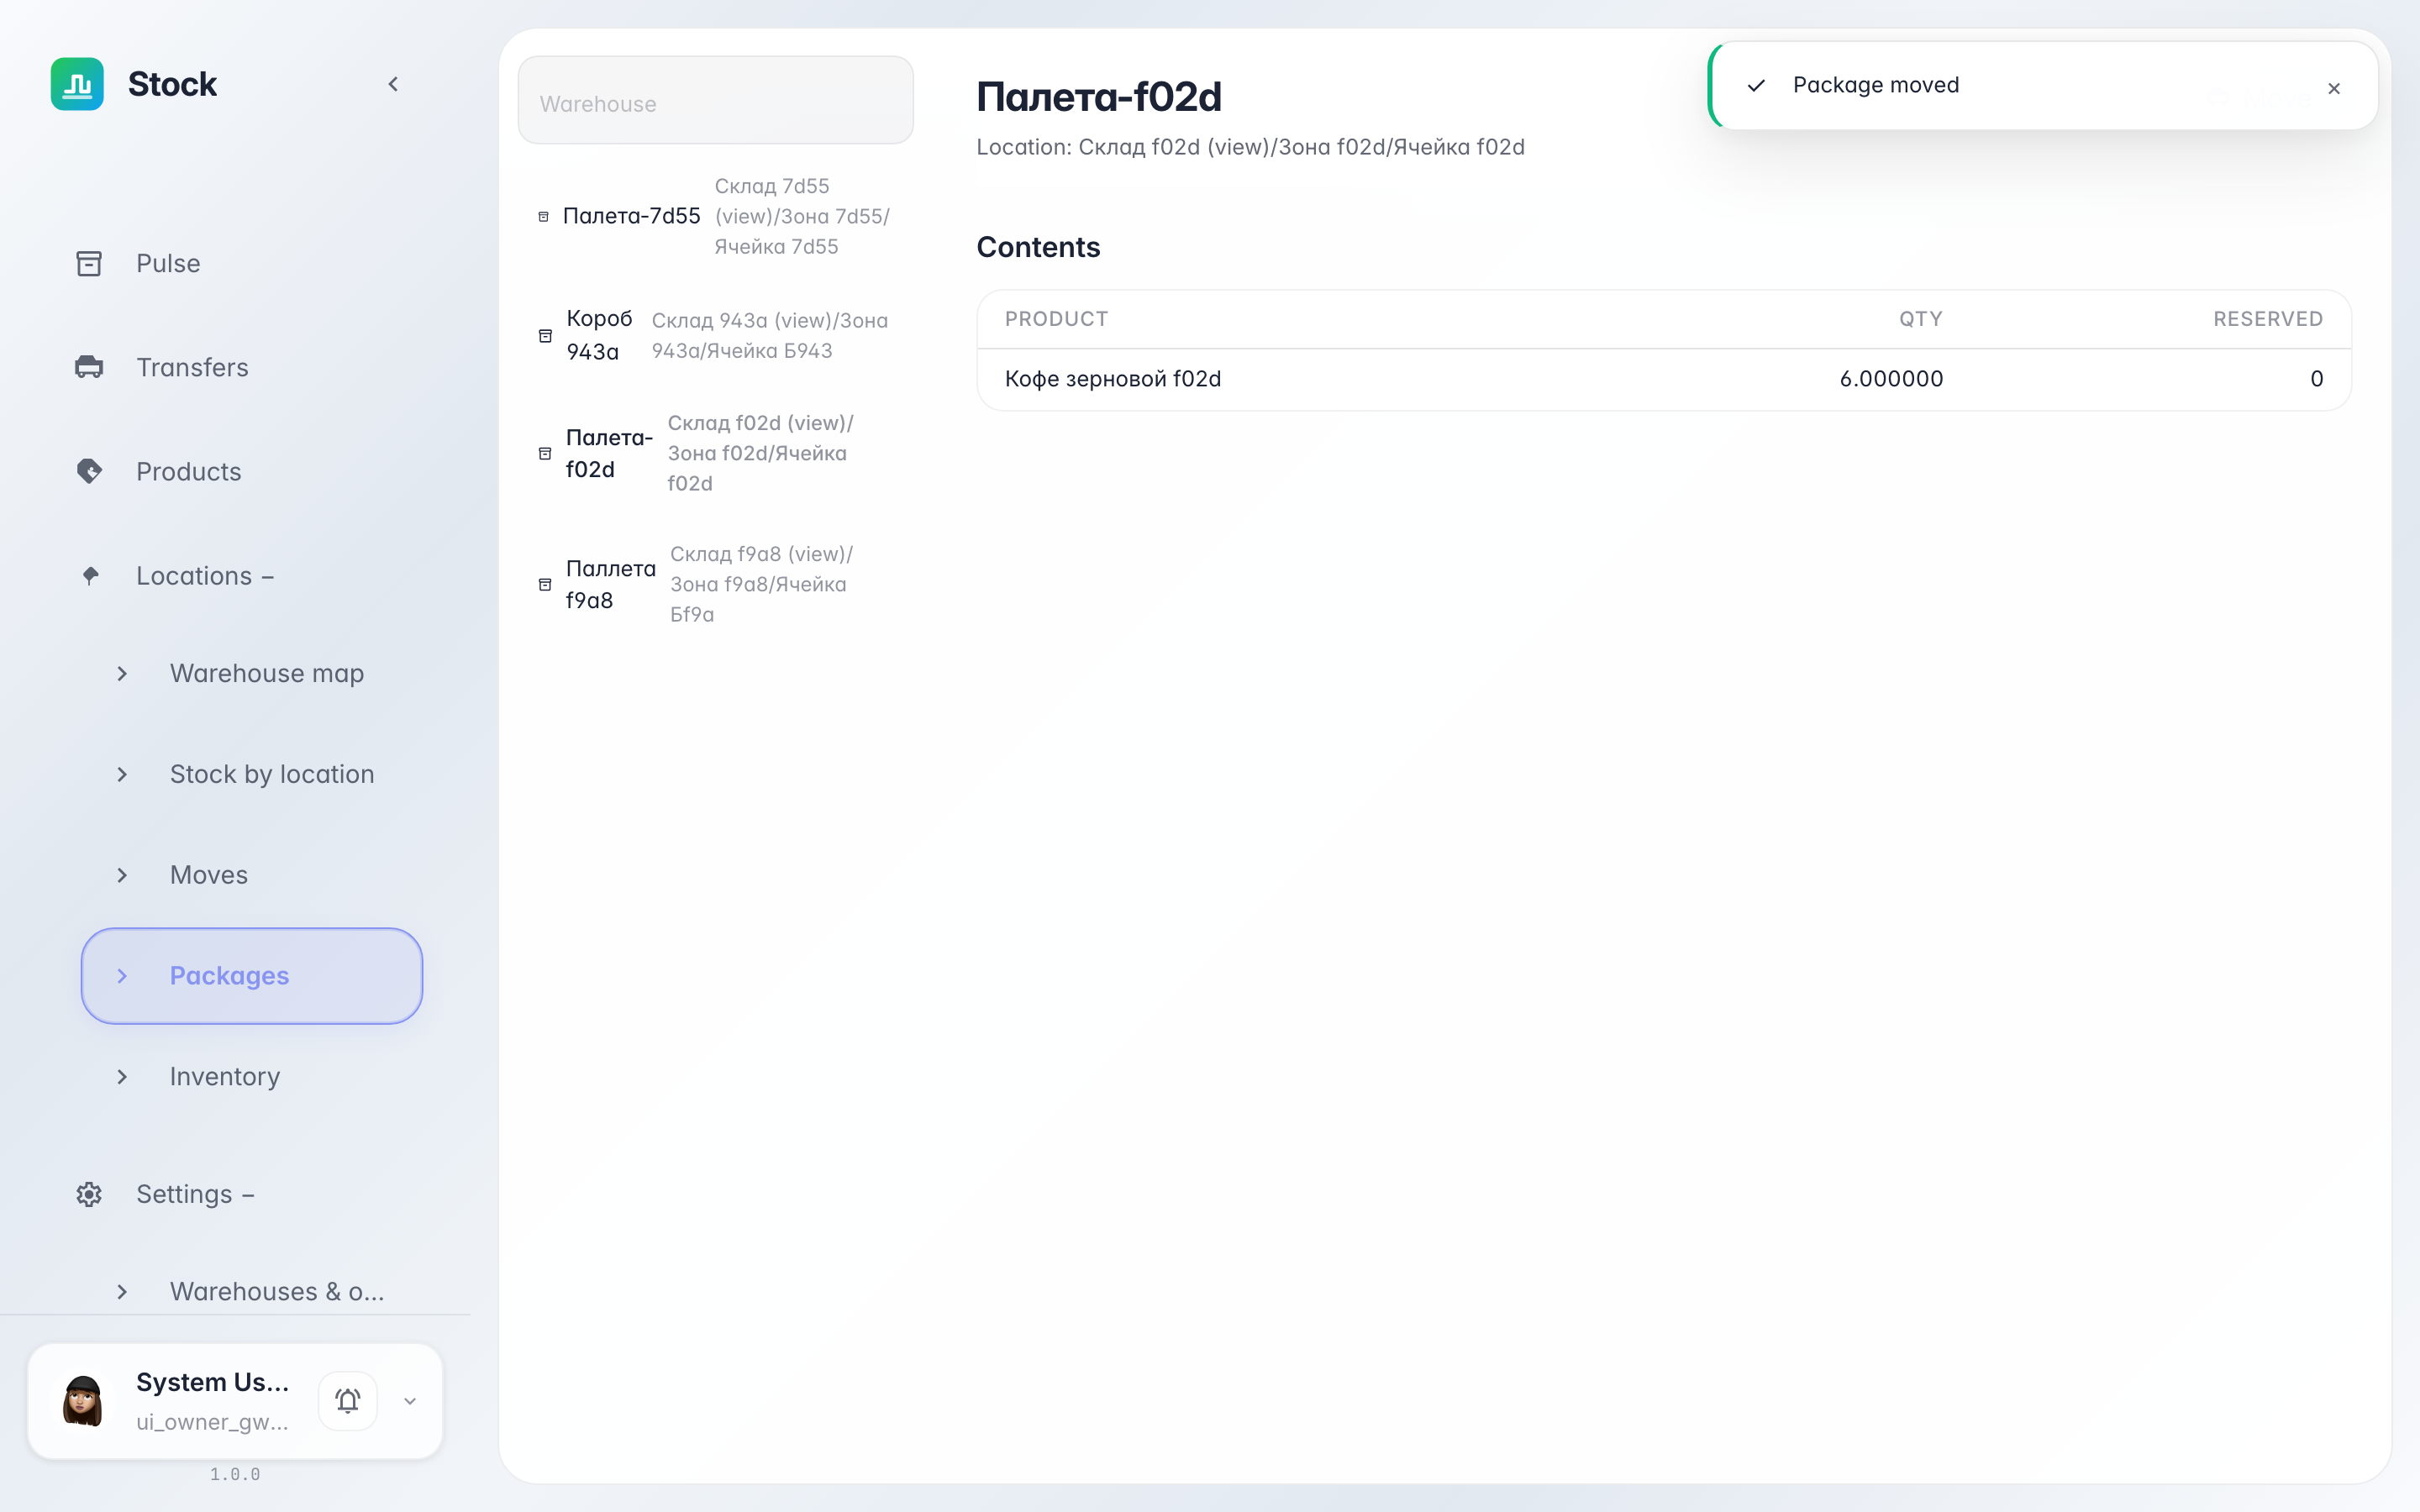 Stock
Pulse
Transfers
Products
Locations –
Warehouse map
Stock by location
Moves
Packages
Inventory
Settings –
Warehouses & o...
System Us...
ui_owner_gw...
1.0.0
Warehouse
Палета-7d55
Склад 7d55
(view)/Зона 7d55/
Ячейка 7d55
Короб
943a
Склад 943a (view)/Зона
943a/Ячейка Б943
Палета-
f02d
Склад f02d (view)/
Зона f02d/Ячейка
f02d
Паллета
f9a8
Склад f9a8 (view)/
Зона f9a8/Ячейка
Бf9a
Палета-f02d
Location: Склад f02d (view)/Зона f02d/Ячейка f02d
Package moved
Contents
PRODUCT QTY RESERVED
Кофе зерновой f02d 6.000000 0